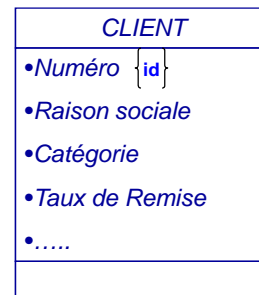 CLIENT
•Numéro {id}
•Raison sociale
•Catégorie
•Taux de Remise
•…..